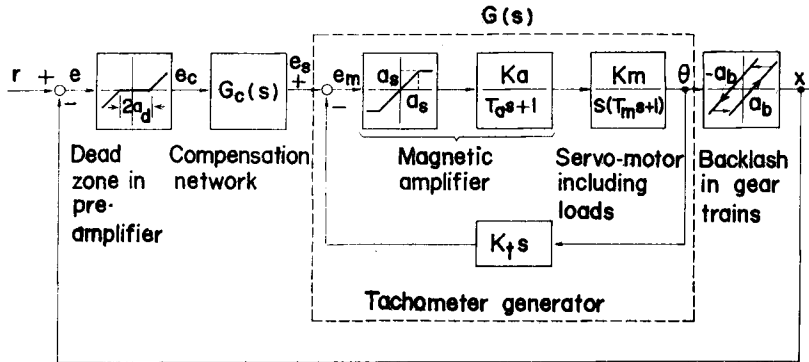 G(s)
r + e - 
2a_d
e_c
G_c(s)
e_s + e_m -
a_s
a_s
Ka
T_a s+1
Km
s(T_m s+1)
θ
-a_b
a_b
x
Dead zone in pre-amplifier
Compensation network
Magnetic amplifier
Servo-motor including loads
Backlash in gear trains
K_t s
Tachometer generator